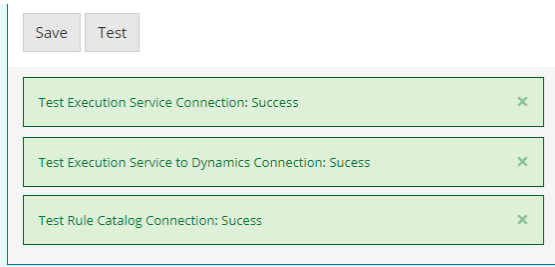 Save Test
Test Execution Service Connection: Success ×
Test Execution Service to Dynamics Connection: Sucess ×
Test Rule Catalog Connection: Sucess ×